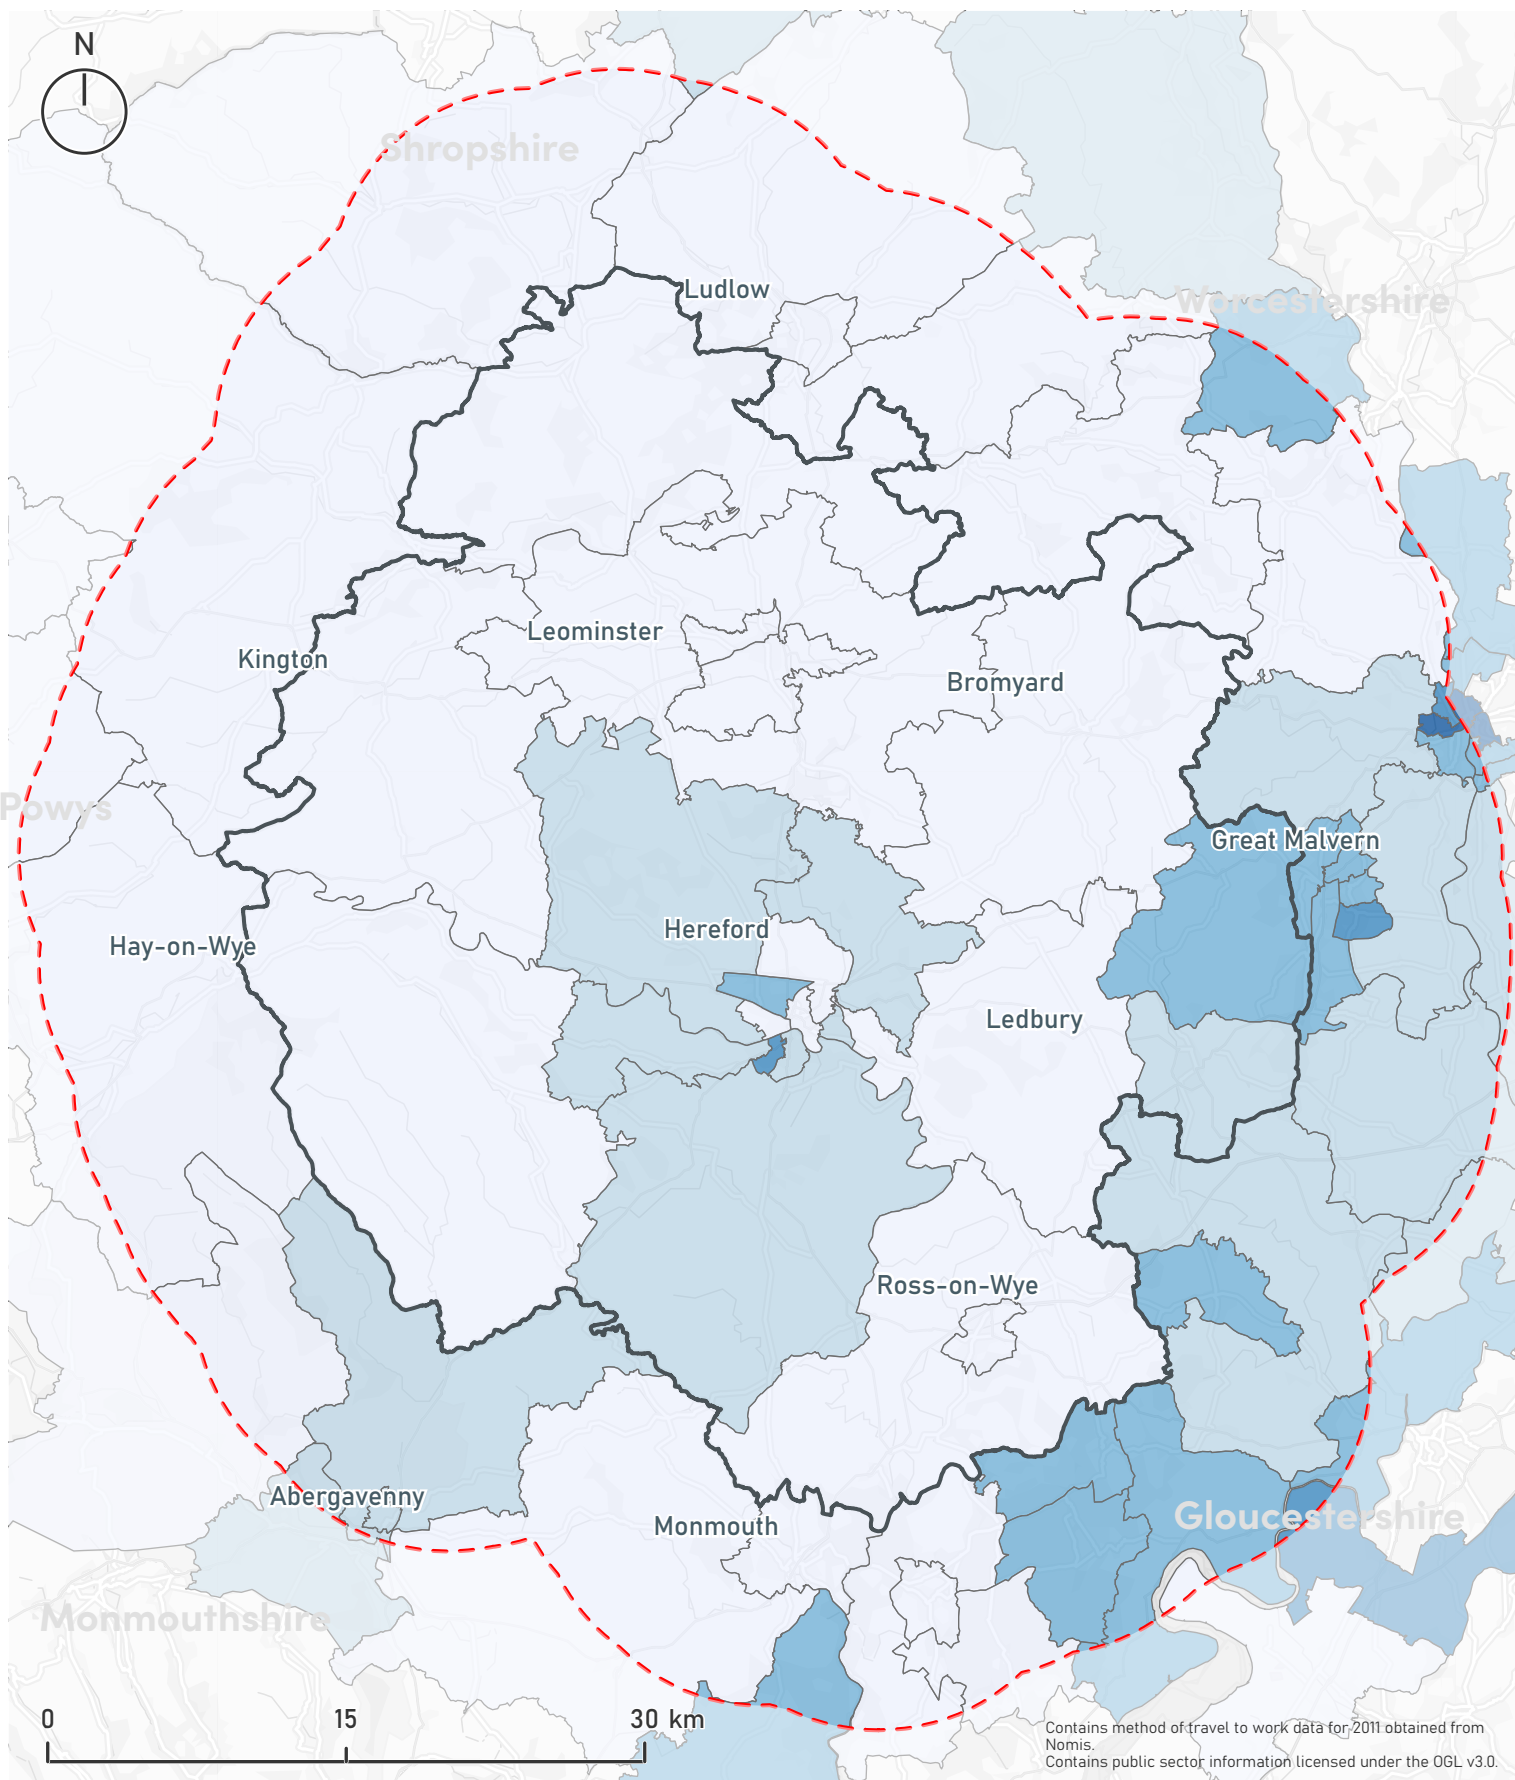 N
Shropshire
Ludlow
Worcestershire
Leominster
Kington
Bromyard
Powys
Great Malvern
Hereford
Hay-on-Wye
Ledbury
Ross-on-Wye
Abergavenny
Monmouth
Gloucestershire
Monmouthshire
0 15 30 km
Contains method of travel to work data for 2011 obtained from
Nomis.
Contains public sector information licensed under the OGL v3.0.